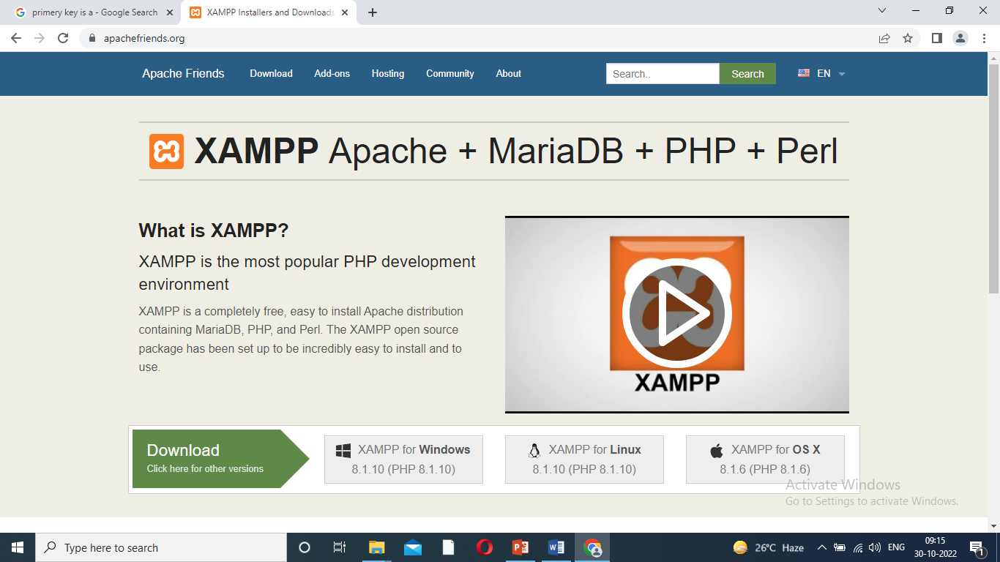 primery key is a - Google Search
XAMPP Installers and Downloads
apachefriends.org
Apache Friends Download Add-ons Hosting Community About Search.. Search EN
XAMPP Apache + MariaDB + PHP + Perl
What is XAMPP?
XAMPP is the most popular PHP development
environment
XAMPP is a completely free, easy to install Apache distribution
containing MariaDB, PHP, and Perl. The XAMPP open source
package has been set up to be incredibly easy to install and to
use.
XAMPP
Download
Click here for other versions
XAMPP for Windows
8.1.10 (PHP 8.1.10)
XAMPP for Linux
8.1.10 (PHP 8.1.10)
XAMPP for OS X
8.1.6 (PHP 8.1.6)
Activate Windows
Go to Settings to activate Windows.
Type here to search
26°C Haze
ENG
09:15
30-10-2022
1